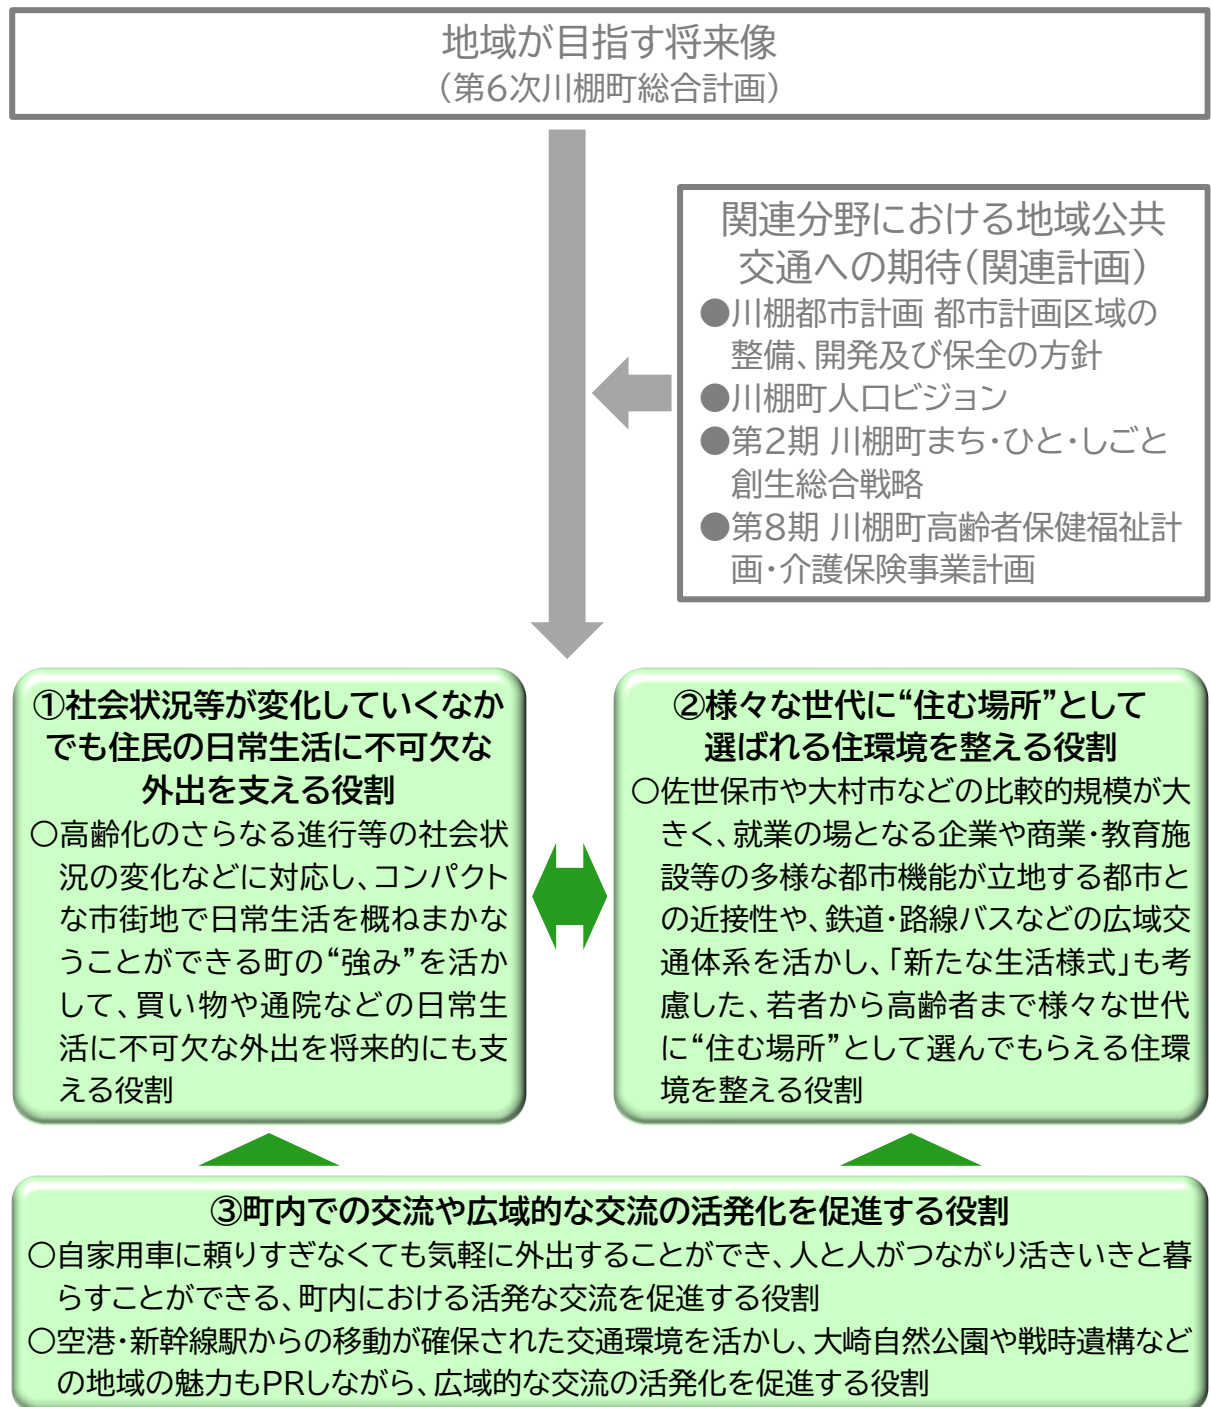 地域が目指す将来像
（第6次川棚町総合計画）
関連分野における地域公共
交通への期待（関連計画）
●川棚都市計画 都市計画区域の
整備、開発及び保全の方針
●川棚町人口ビジョン
●第2期 川棚町まち・ひと・しごと
創生総合戦略
●第8期 川棚町高齢者保健福祉計
画・介護保険事業計画
①社会状況等が変化していくなか
でも住民の日常生活に不可欠な
外出を支える役割
○高齢化のさらなる進行等の社会状
況の変化などに対応し、コンパクト
な市街地で日常生活を概ねまかな
うことができる町の“強み”を活か
して、買い物や通院などの日常生
活に不可欠な外出を将来的にも支
える役割
②様々な世代に“住む場所”として
選ばれる住環境を整える役割
○佐世保市や大村市などの比較的規模が大
きく、就業の場となる企業や商業・教育施
設等の多様な都市機能が立地する都市と
の近接性や、鉄道・路線バスなどの広域交
通体系を活かし、「新たな生活様式」も考
慮した、若者から高齢者まで様々な世代
に“住む場所”として選んでもらえる住環
境を整える役割
③町内での交流や広域的な交流の活発化を促進する役割
○自家用車に頼りすぎなくても気軽に外出することができ、人と人がつながり活きいきと暮
らすことができる、町内における活発な交流を促進する役割
○空港・新幹線駅からの移動が確保された交通環境を活かし、大崎自然公園や戦時遺構など
の地域の魅力もPRしながら、広域的な交流の活発化を促進する役割